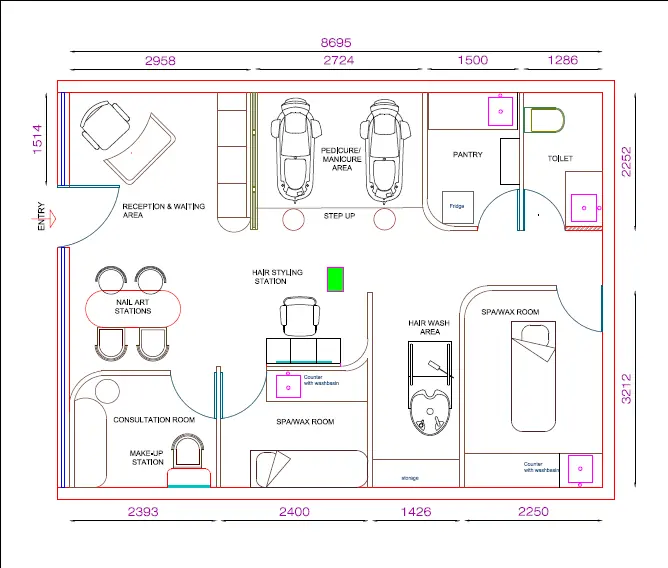 8695
2958
2724
1500
1286
1514
2252
PEDICURE/
MANICURE
AREA
PANTRY
TOILET
ENTRY
RECEPTION & WAITING
AREA
STEP UP
Fridge
HAIR STYLING
STATION
NAIL ART
STATIONS
HAIR WASH
AREA
SPA/WAX ROOM
Counter
with washbasin
3212
CONSULTATION ROOM
SPA/WAX ROOM
MAKE-UP
STATION
Counter
with washbasin
storage
2393
2400
1426
2250